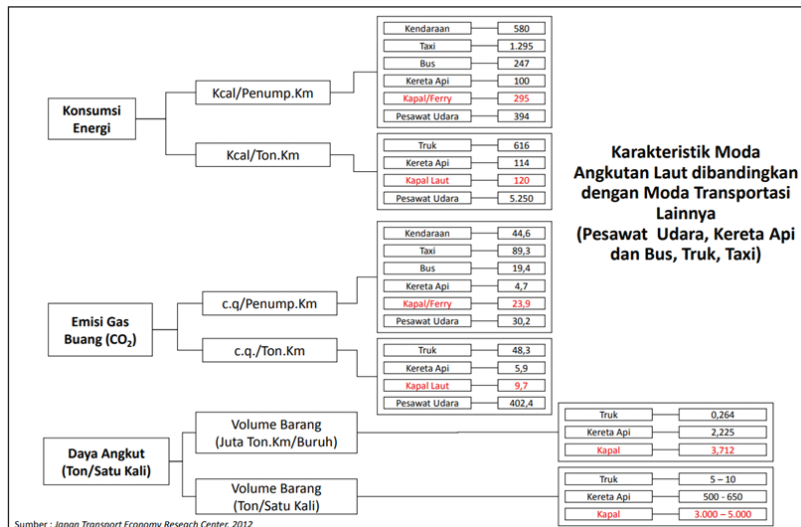 Konsumsi
Energi
Kcal/Penump.Km
Kendaraan 580
Taxi 1.295
Bus 247
Kereta Api 100
Kapal/Ferry 295
Pesawat Udara 394
Kcal/Ton.Km
Truk 616
Kereta Api 114
Kapal Laut 120
Pesawat Udara 5.250
Karakteristik Moda
Angkutan Laut dibandingkan
dengan Moda Transportasi
Lainnya
(Pesawat Udara, Kereta Api
dan Bus, Truk, Taxi)
Emisi Gas
Buang (CO₂)
c.q/Penump.Km
Kendaraan 44,6
Taxi 89,3
Bus 19,4
Kereta Api 4,7
Kapal/Ferry 23,9
Pesawat Udara 30,2
c.q./Ton.Km
Truk 48,3
Kereta Api 5,9
Kapal Laut 9,7
Pesawat Udara 402,4
Daya Angkut
(Ton/Satu Kali)
Volume Barang
(Juta Ton.Km/Buruh)
Truk 0,264
Kereta Api 2,225
Kapal 3,712
Volume Barang
(Ton/Satu Kali)
Truk 5 – 10
Kereta Api 500 - 650
Kapal 3.000 – 5.000
Sumber : Japan Transport Economy Reseach Center, 2012